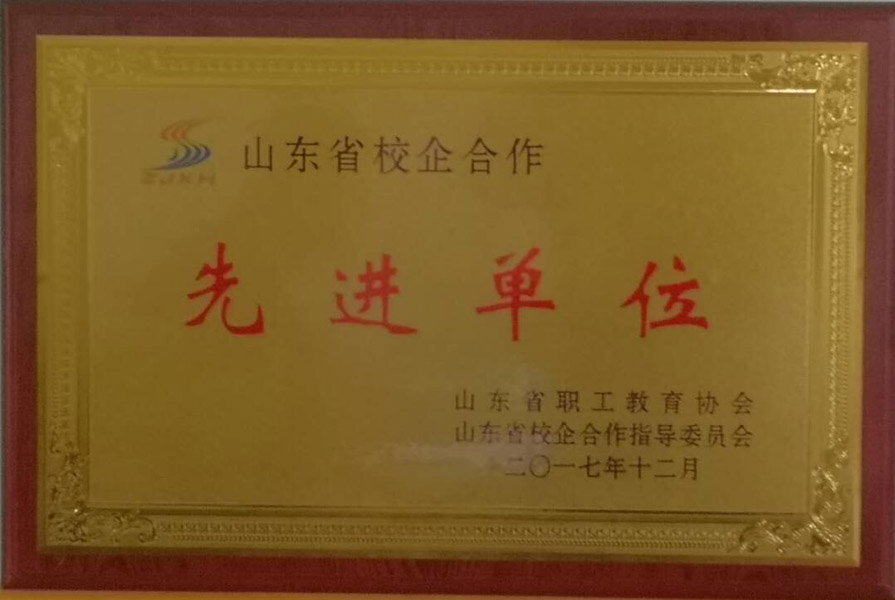 山东省校企合作
先进单位
山东省职工教育协会
山东省校企合作指导委员会
二〇一七年十二月